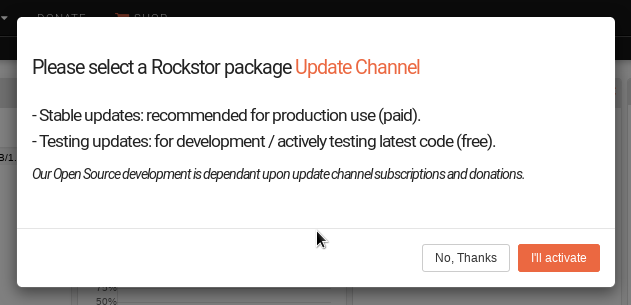 DONATE SHOP
Please select a Rockstor package Update Channel
- Stable updates: recommended for production use (paid).
- Testing updates: for development / actively testing latest code (free).
Our Open Source development is dependant upon update channel subscriptions and donations.
B/1.
No, Thanks I'll activate
75%
50%